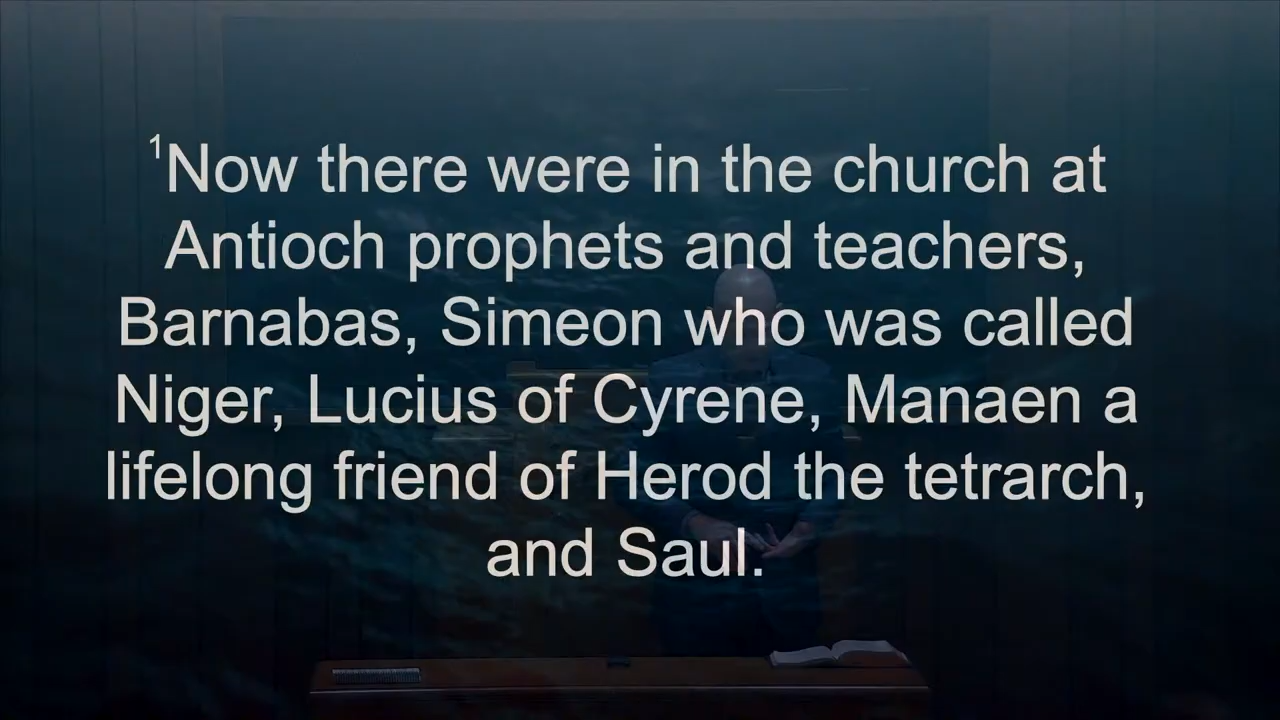 ¹Now there were in the church at
Antioch prophets and teachers,
Barnabas, Simeon who was called
Niger, Lucius of Cyrene, Manaen a
lifelong friend of Herod the tetrarch,
and Saul.